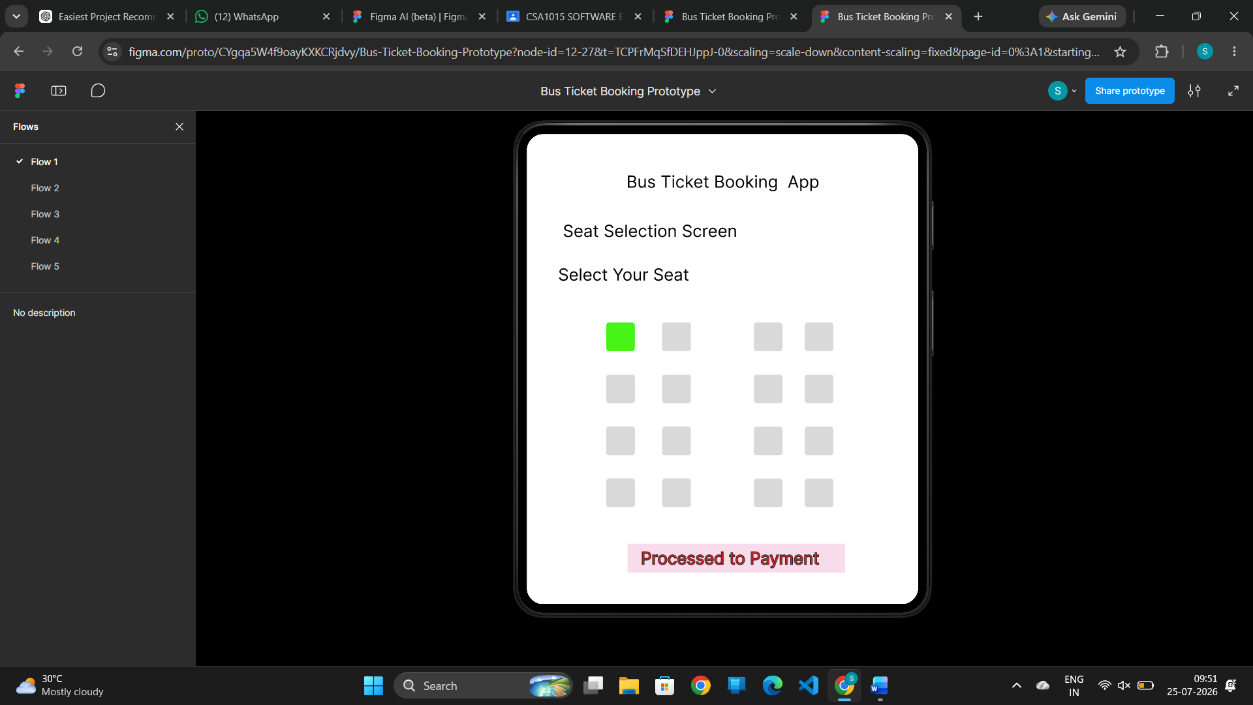 Easiest Project Recom
(12) WhatsApp
Figma AI (beta) | Figm
CSA1015 SOFTWARE E
Bus Ticket Booking Pro
Bus Ticket Booking Pr
Ask Gemini
figma.com/proto/CYgqa5W4f9oayKXKCRjdvy/Bus-Ticket-Booking-Prototype?node-id=12-27&t=TCPFrMqSfDEHJppJ-0&scaling=scale-down&content-scaling=fixed&page-id=0%3A1&starting...
S
Bus Ticket Booking Prototype
S
Share prototype
Flows
Flow 1
Flow 2
Flow 3
Flow 4
Flow 5
No description
Bus Ticket Booking  App
Seat Selection Screen
Select Your Seat
Processed to Payment
30°C
Mostly cloudy
Search
ENG
IN
09:51
25-07-2026